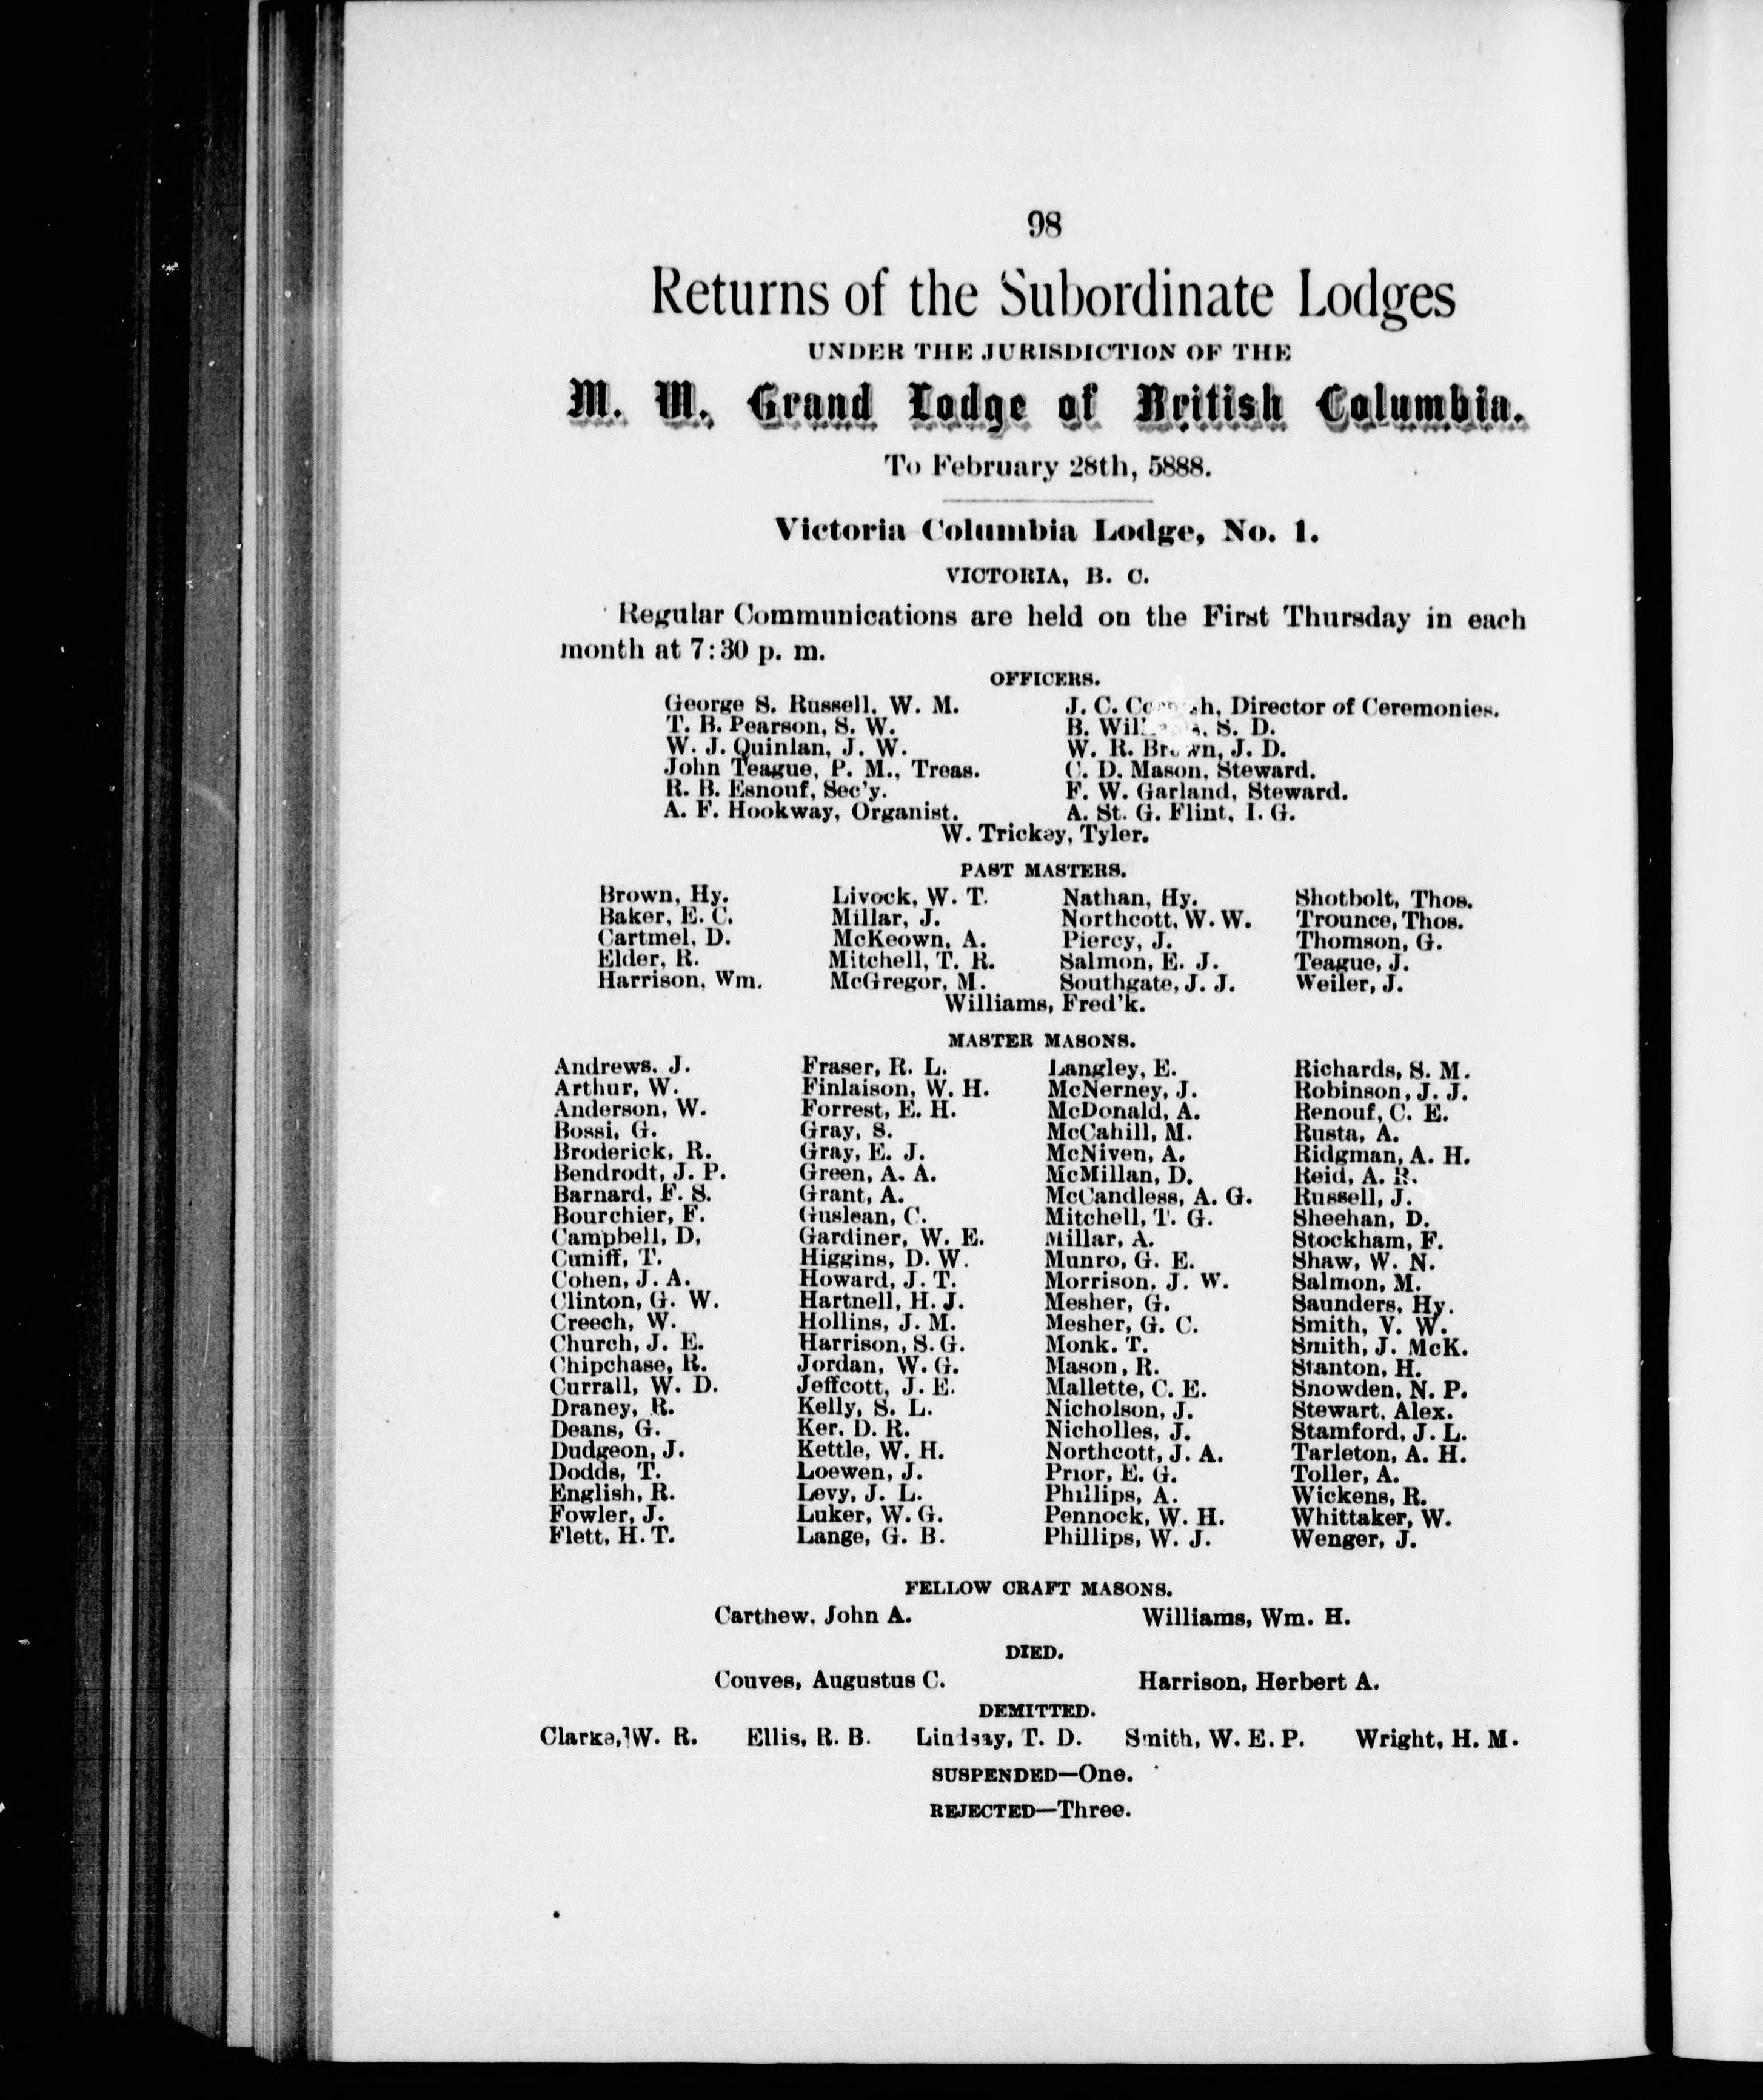 98
Returns of the Subordinate Lodges
UNDER THE JURISDICTION OF THE
M. W. Grand Lodge of British Columbia.
To February 28th, 5888.
Victoria Columbia Lodge, No. 1.
VICTORIA, B. C.
Regular Communications are held on the First Thursday in each
month at 7:30 p. m.
OFFICERS.
George S. Russell, W. M. J. C. Director of Ceremonies.
T. B. Pearson, S. W. B. S. D.
W. J. Quinlan, J. W. W. R. Brown, J. D.
John Teague, P. M., Treas. C. D. Mason, Steward.
R. B. Esnouf, Sec'y. F. W. Garland, Steward.
A. F. Hookway, Organist. A. St. G. Flint, I. G.
W. Trickey, Tyler.
PAST MASTERS.
Brown, Hy. Livock, W. T. Nathan, Hy. Shotbolt, Thos.
Baker, E. C. Millar, J. Northcott, W. W. Trounce, Thos.
Cartmel, D. McKeown, A. Piercy, J. Thomson, G.
Elder, R. Mitchell, T. R. Salmon, E. J. Teague, J.
Harrison, Wm. McGregor, M. Southgate, J. J. Weiler, J.
Williams, Fred'k.
MASTER MASONS.
Andrews. J. Fraser, R. L. Langley, E. Richards, S. M.
Arthur, W. Finlaison, W. H. McNerney, J. Robinson, J. J.
Anderson, W. Forrest, E. H. McDonald, A. Renouf, C. E.
Bossi, G. Gray, S. McCahill, M. Rusta, A.
Broderick, R. Gray, E. J. McNiven, A. Ridgman, A. H.
Bendrodt, J. P. Green, A. A. McMillan, D. Reid, A. R.
Barnard, F. S. Grant, A. McCandless, A. G. Russell, J.
Bourchier, F. Guslean, C. Mitchell, T. G. Sheehan, D.
Campbell, D, Gardiner, W. E. Millar, A. Stockham, F.
Cuniff, T. Higgins, D. W. Munro, G. E. Shaw, W. N.
Cohen, J. A. Howard, J. T. Morrison, J. W. Salmon, M.
Clinton, G. W. Hartnell, H. J. Mesher, G. Saunders, Hy.
Creech, W. Hollins, J. M. Mesher, G. C. Smith, V. W.
Church, J. E. Harrison, S. G. Monk. T. Smith, J. McK.
Chipchase, R. Jordan, W. G. Mason, R. Stanton, H.
Currall, W. D. Jeffcott, J. E. Mallette, C. E. Snowden, N. P.
Draney, R. Kelly, S. L. Nicholson, J. Stewart, Alex.
Deans, G. Ker. D. R. Nicholles, J. Stamford, J. L.
Dudgeon, J. Kettle, W. H. Northcott, J. A. Tarleton, A. H.
Dodds, T. Loewen, J. Prior, E. G. Toller, A.
English, R. Levy, J. L. Phillips, A. Wickens, R.
Fowler, J. Luker, W. G. Pennock, W. H. Whittaker, W.
Flett, H. T. Lange, G. B. Phillips, W. J. Wenger, J.
FELLOW CRAFT MASONS.
Carthew, John A. Williams, Wm. H.
DIED.
Couves, Augustus C. Harrison, Herbert A.
DEMITTED.
Clarke, W. R. Ellis, R. B. Lindsay, T. D. Smith, W. E. P. Wright, H. M.
SUSPENDED—One.
REJECTED—Three.